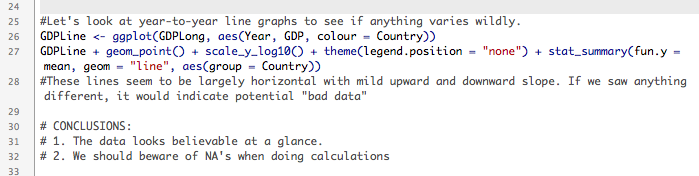 24
25 #Let's look at year-to-year line graphs to see if anything varies wildly.
26 GDPLine <- ggplot(GDPLong, aes(Year, GDP, colour = Country))
27 GDPLine + geom_point() + scale_y_log10() + theme(legend.position = "none") + stat_summary(fun.y =
mean, geom = "line", aes(group = Country))
28 #These lines seem to be largely horizontal with mild upward and downward slope. If we saw anything
different, it would indicate potential "bad data"
29
30 # CONCLUSIONS:
31 # 1. The data looks believable at a glance.
32 # 2. We should beware of NA's when doing calculations
33